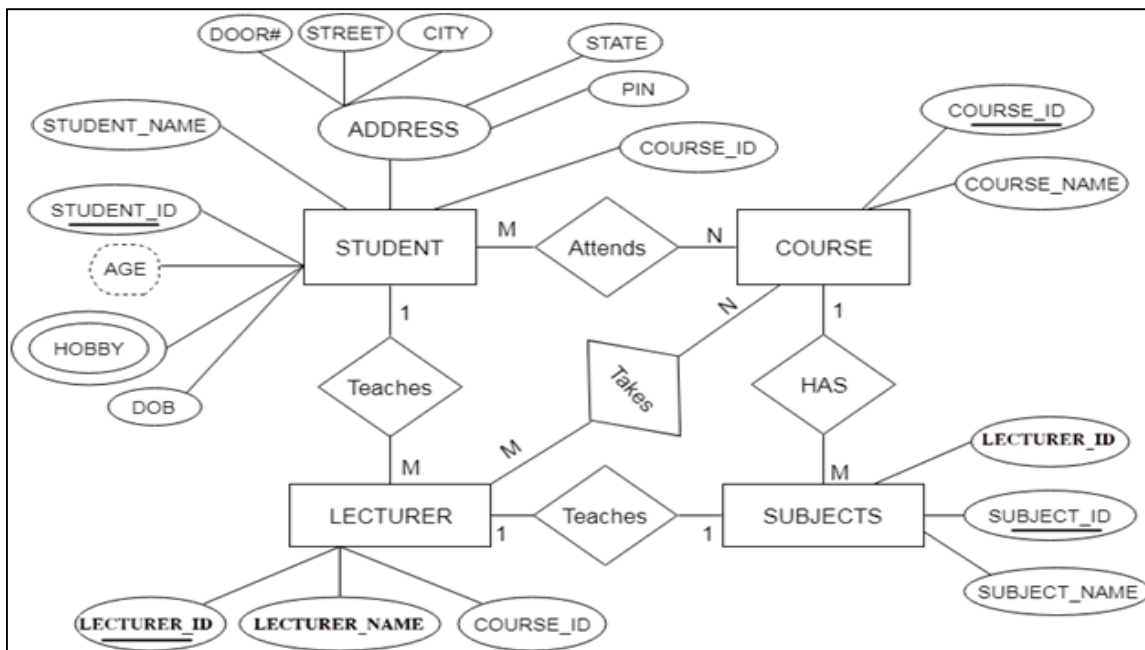 DOOR# STREET CITY
STATE
PIN
ADDRESS
STUDENT_NAME
COURSE_ID
COURSE_ID
COURSE_NAME
STUDENT_ID
AGE
HOBBY
DOB
STUDENT
M
Attends
N
COURSE
1
Teaches
M
N
Takes
M
1
HAS
M
LECTURER
1
Teaches
1
SUBJECTS
LECTURER_ID
SUBJECT_ID
SUBJECT_NAME
LECTURER_ID
LECTURER_NAME
COURSE_ID